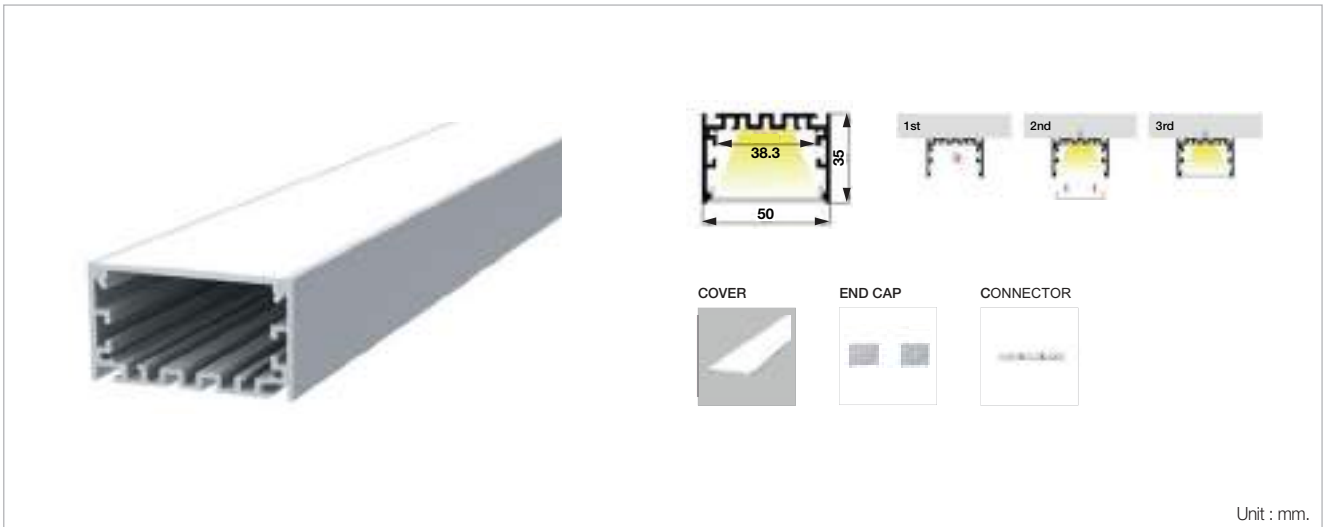 38.3
35
50
1st
2nd
3rd
COVER
END CAP
CONNECTOR
Unit : mm.